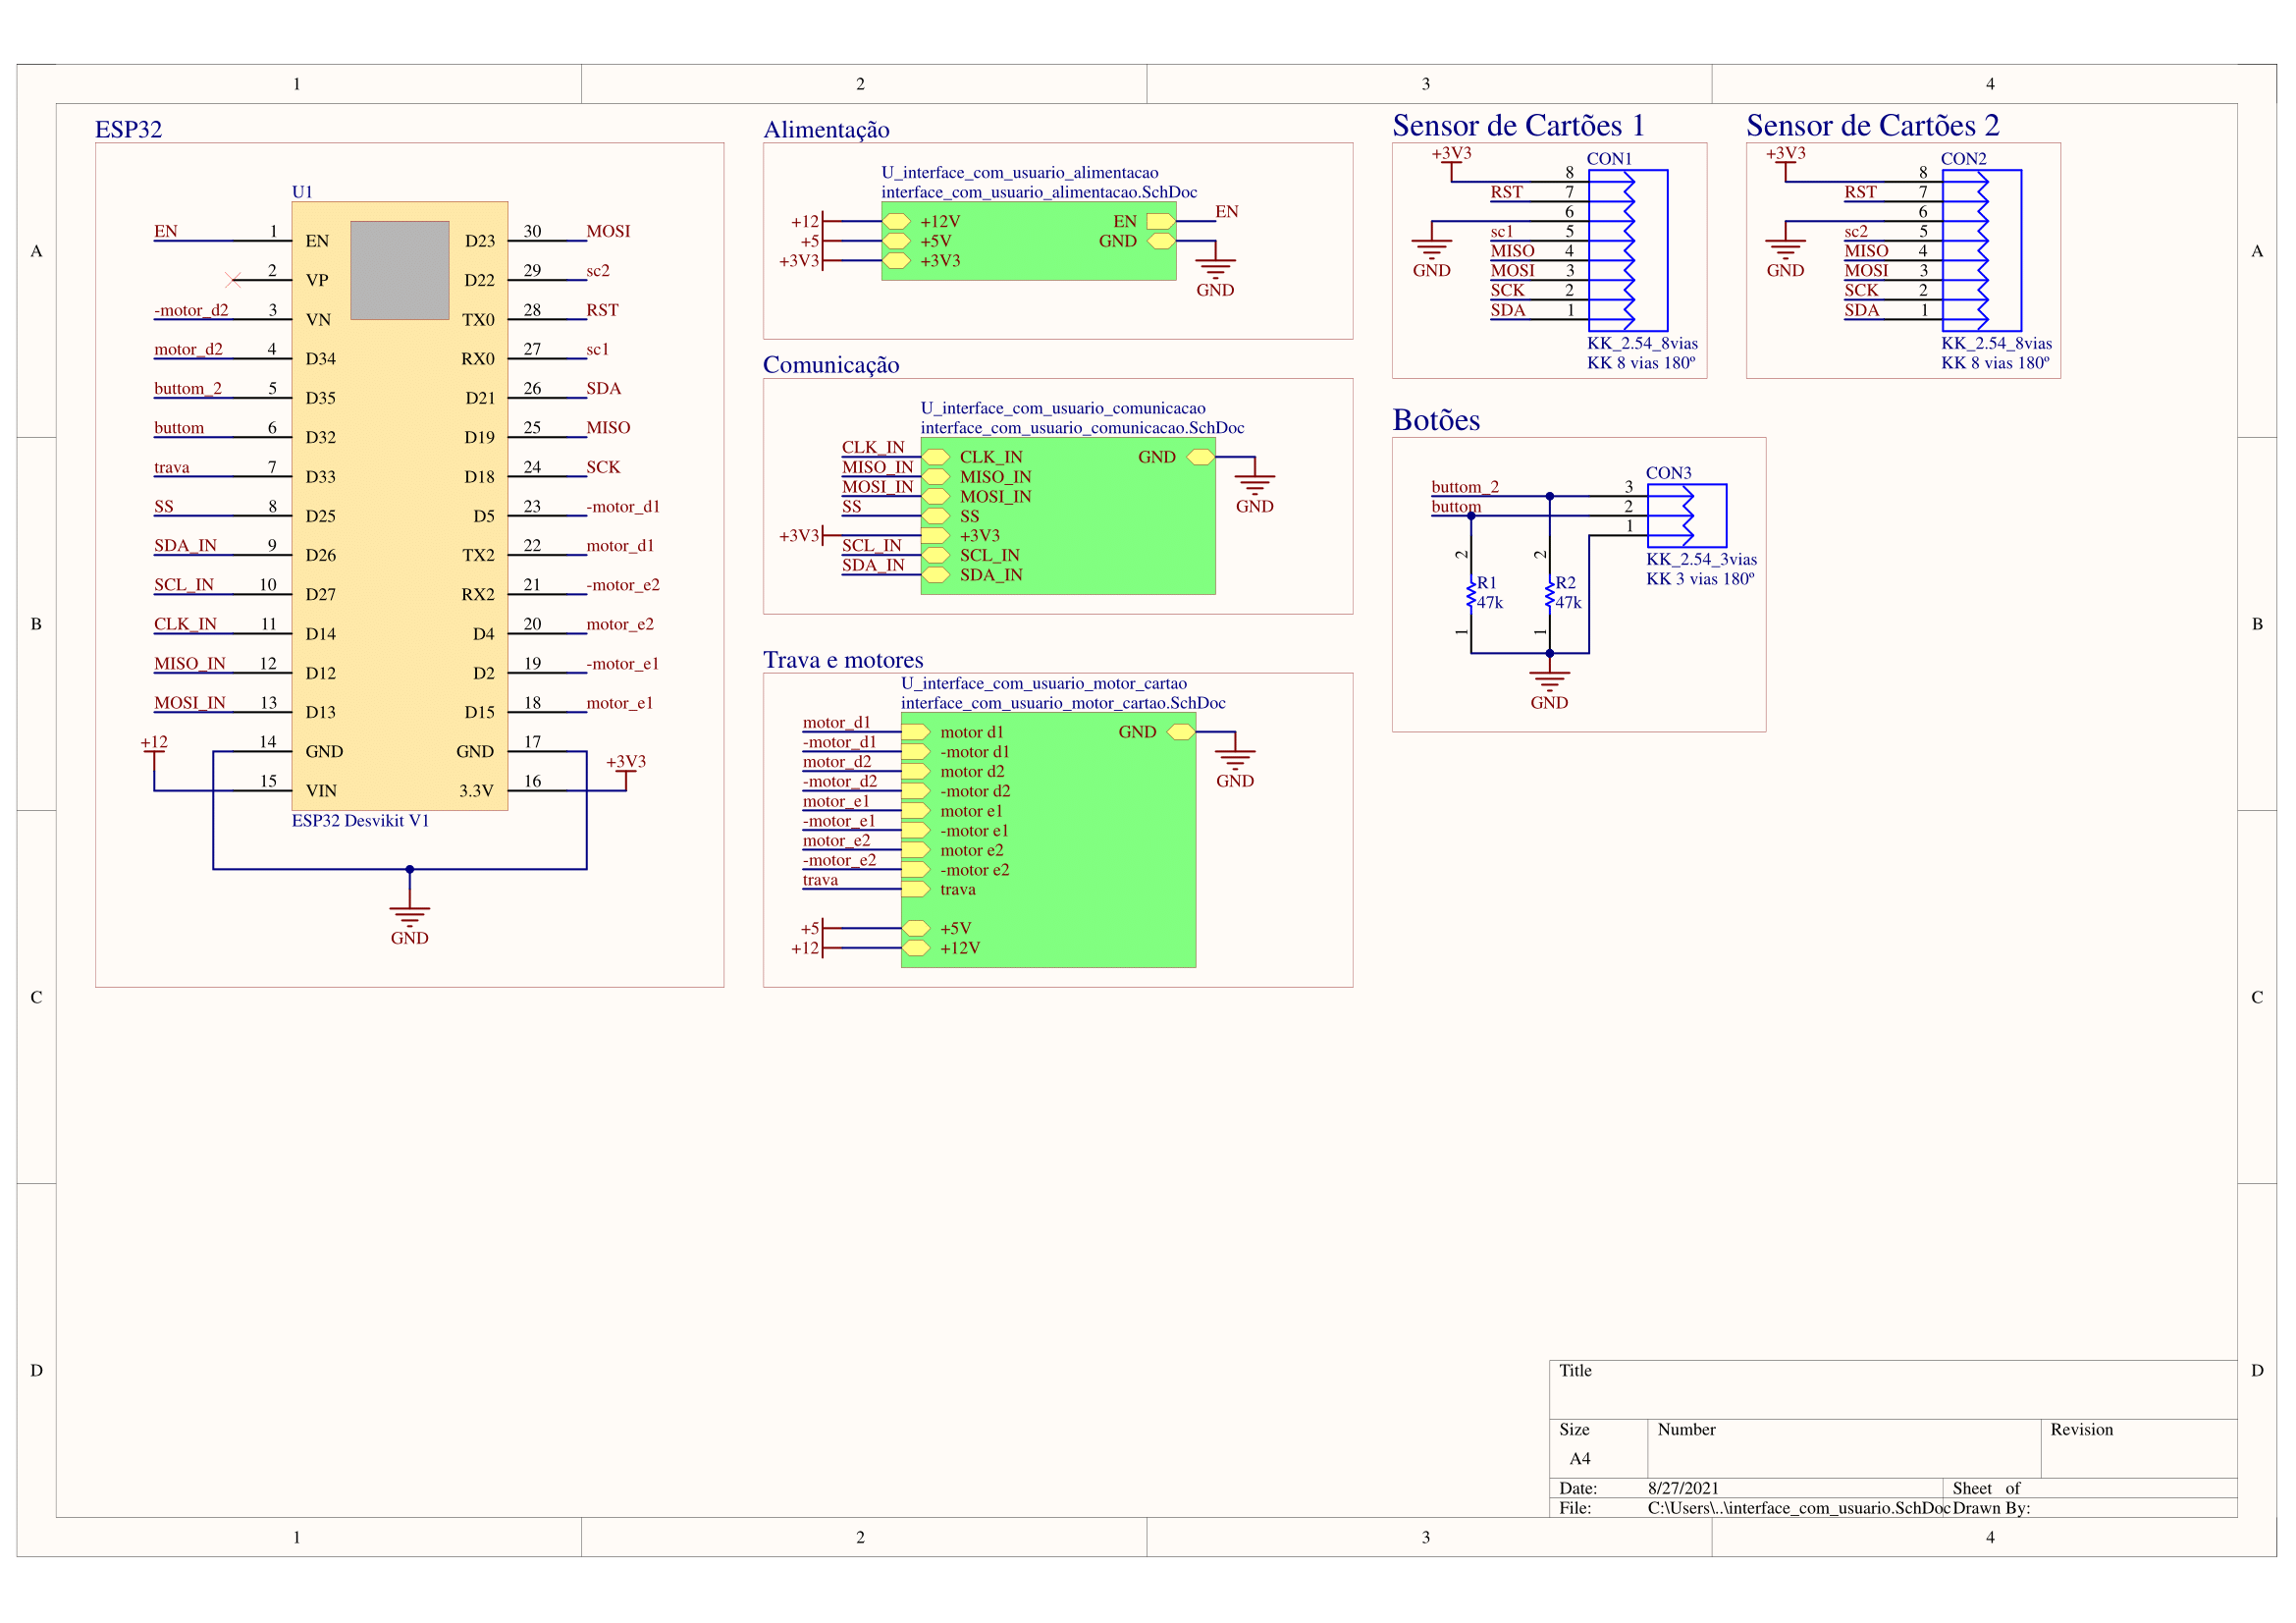 1 2 3 4
ESP32
U1
EN 1 EN D23 30 MOSI
2 VP D22 29 sc2
-motor_d2 3 VN TX0 28 RST
motor_d2 4 D34 RX0 27 sc1
buttom_2 5 D35 D21 26 SDA
buttom 6 D32 D19 25 MISO
trava 7 D33 D18 24 SCK
SS 8 D25 D5 23 -motor_d1
SDA_IN 9 D26 TX2 22 motor_d1
SCL_IN 10 D27 RX2 21 -motor_e2
CLK_IN 11 D14 D4 20 motor_e2
MISO_IN 12 D12 D2 19 -motor_e1
MOSI_IN 13 D13 D15 18 motor_e1
+12 14 GND GND 17 +3V3
15 VIN 3.3V 16
ESP32 Desvikit V1
GND
Alimentação
U_interface_com_usuario_alimentacao
interface_com_usuario_alimentacao.SchDoc
+12 +12V EN EN
+5 +5V GND
+3V3 +3V3
GND
Comunicação
U_interface_com_usuario_comunicacao
interface_com_usuario_comunicacao.SchDoc
CLK_IN CLK_IN GND
MISO_IN MISO_IN
MOSI_IN MOSI_IN
SS SS
GND
+3V3 +3V3
SCL_IN SCL_IN
SDA_IN SDA_IN
Trava e motores
U_interface_com_usuario_motor_cartao
interface_com_usuario_motor_cartao.SchDoc
motor_d1 motor d1 GND
-motor_d1 -motor d1
motor_d2 motor d2
-motor_d2 -motor d2
GND
motor_e1 motor e1
-motor_e1 -motor e1
motor_e2 motor e2
-motor_e2 -motor e2
trava trava
+5 +5V
+12 +12V
Sensor de Cartões 1
+3V3 CON1
8
RST 7
6
sc1 5
MISO 4
GND
MOSI 3
SCK 2
SDA 1
KK_2.54_8vias
KK 8 vias 180º
Sensor de Cartões 2
+3V3 CON2
8
RST 7
6
sc2 5
MISO 4
GND
MOSI 3
SCK 2
SDA 1
KK_2.54_8vias
KK 8 vias 180º
Botões
CON3
buttom_2 3
buttom 2
1
KK_2.54_3vias
KK 3 vias 180º
2 2
R1 R2
47k 47k
1 1
GND
A A
B B
C C
D D
Title
Size Number Revision
A4
Date: 8/27/2021 Sheet of
File: C:\Users\..\interface_com_usuario.SchDoc Drawn By:
1 2 3 4